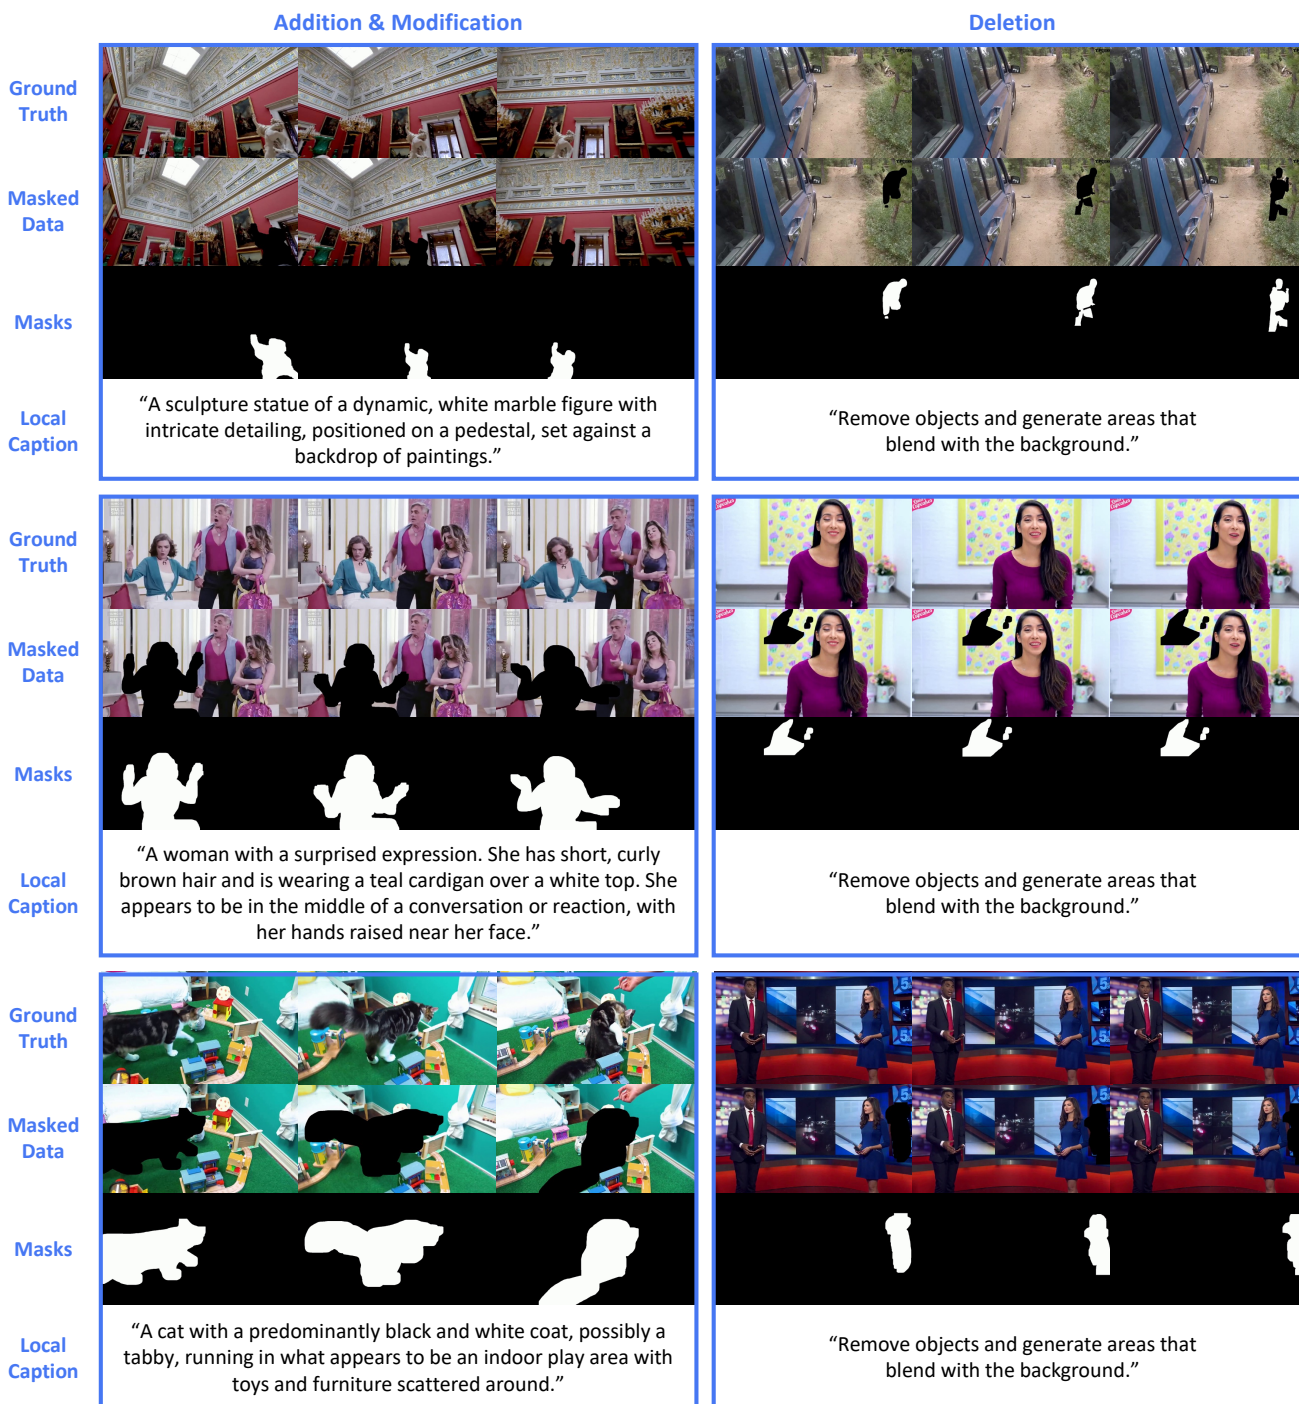 Addition & Modification
Deletion
Ground
Truth
Masked
Data
Masks
Local
Caption
“A sculpture statue of a dynamic, white marble figure with
intricate detailing, positioned on a pedestal, set against a
backdrop of paintings.”
“Remove objects and generate areas that
blend with the background.”
Ground
Truth
Masked
Data
Masks
Local
Caption
“A woman with a surprised expression. She has short, curly
brown hair and is wearing a teal cardigan over a white top. She
appears to be in the middle of a conversation or reaction, with
her hands raised near her face.”
“Remove objects and generate areas that
blend with the background.”
Ground
Truth
Masked
Data
Masks
Local
Caption
“A cat with a predominantly black and white coat, possibly a
tabby, running in what appears to be an indoor play area with
toys and furniture scattered around.”
“Remove objects and generate areas that
blend with the background.”